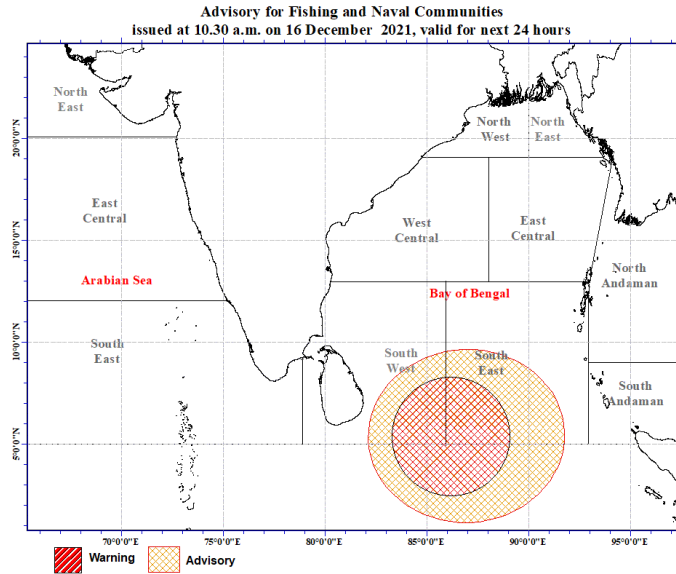 Advisory for Fishing and Naval Communities
issued at 10.30 a.m. on 16 December 2021, valid for next 24 hours
North
East
North
West
North
East
20°0'0"N
East
Central
West
Central
East
Central
15°0'0"N
Arabian Sea
Bay of Bengal
North
Andaman
10°0'0"N
South
East
South
West
South
East
South
Andaman
5°0'0"N
70°0'0"E
75°0'0"E
80°0'0"E
85°0'0"E
90°0'0"E
95°0'0"E
Warning
Advisory